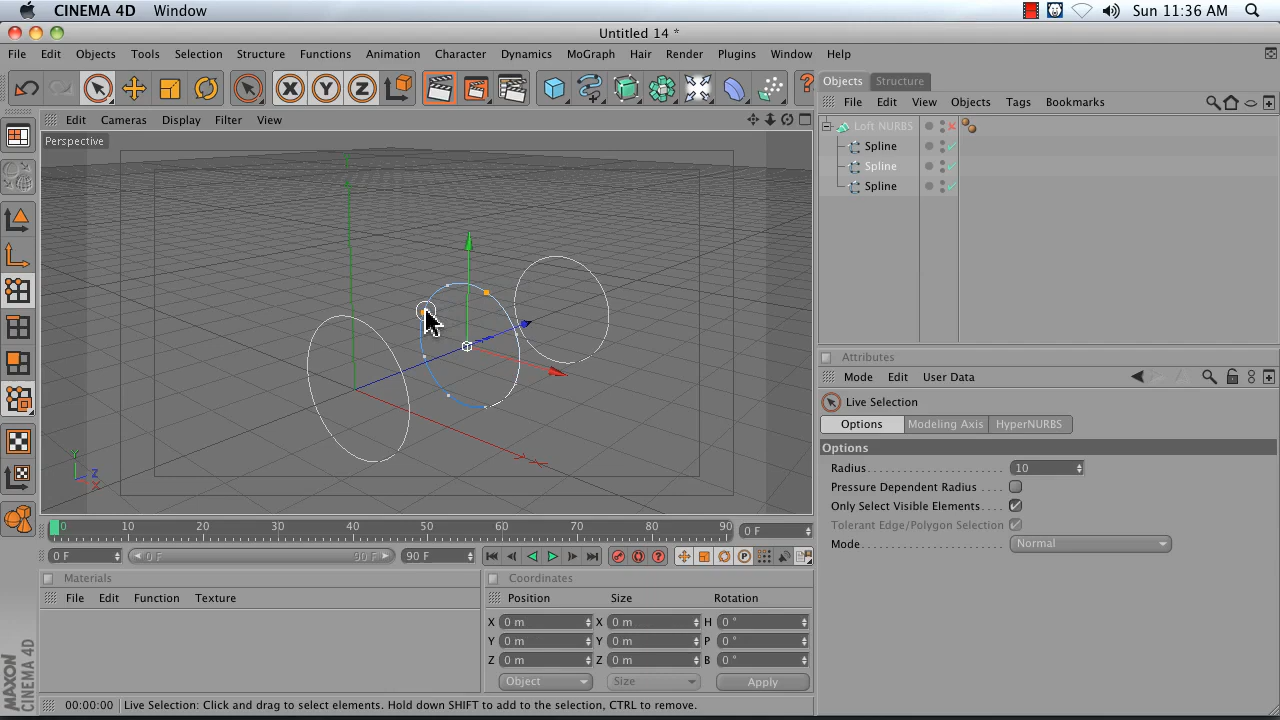 CINEMA 4D Window Sun 11:36 AM
Untitled 14 *
File Edit Objects Tools Selection Structure Functions Animation Character Dynamics MoGraph Hair Render Plugins Window Help
X Y Z ?
Objects Structure
File Edit View Objects Tags Bookmarks
Edit Cameras Display Filter View
Perspective
Loft NURBS
Spline
Spline
Spline
Y
Z
X
Attributes
Mode Edit User Data
Live Selection
Options Modeling Axis HyperNURBS
Options
Radius 10
Pressure Dependent Radius
Only Select Visible Elements
Tolerant Edge/Polygon Selection
Mode Normal
0 10 20 30 40 50 60 70 80 90 0 F
0 F 0 F 90 F 90 F
Materials
File Edit Function Texture
Coordinates
Position Size Rotation
X 0 m X 0 m H 0 °
Y 0 m Y 0 m P 0 °
Z 0 m Z 0 m B 0 °
Object Size Apply
MAXON
CINEMA 4D
00:00:00 Live Selection: Click and drag to select elements. Hold down SHIFT to add to the selection, CTRL to remove.